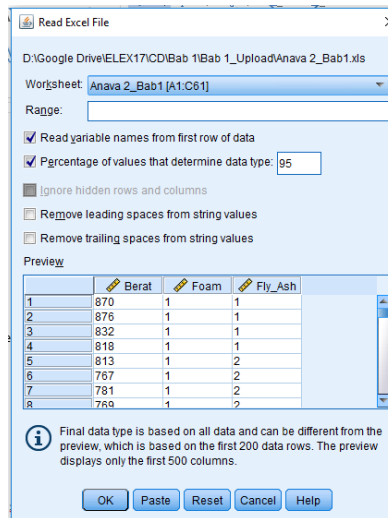 Read Excel File
D:\Google Drive\ELEX17\CD\Bab 1\Bab 1_Upload\Anava 2_Bab1.xls
Worksheet: Anava 2_Bab1 [A1:C61]
Range:
Read variable names from first row of data
Percentage of values that determine data type: 95
Ignore hidden rows and columns
Remove leading spaces from string values
Remove trailing spaces from string values
Preview
Berat Foam Fly_Ash
1 870 1 1
2 876 1 1
3 832 1 1
4 818 1 1
5 813 1 2
6 767 1 2
7 781 1 2
8 769 1 2
Final data type is based on all data and can be different from the
preview, which is based on the first 200 data rows. The preview
displays only the first 500 columns.
OK Paste Reset Cancel Help